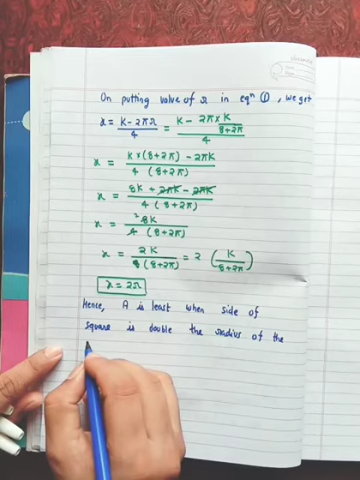 On putting value of r in eqn ①, we get
x = K - 2πr / 4 = K - 2π × K/8+2π / 4
x = K×(8+2π) - 2πK / 4 (8+2π)
x = 8K + 2πK - 2πK / 4 (8+2π)
x = 2 8K / 4 (8+2π)
x = 2K / (8+2π) = 2 (K / 8+2π)
x = 2r
Hence, A is least when side of
square is double the radius of the